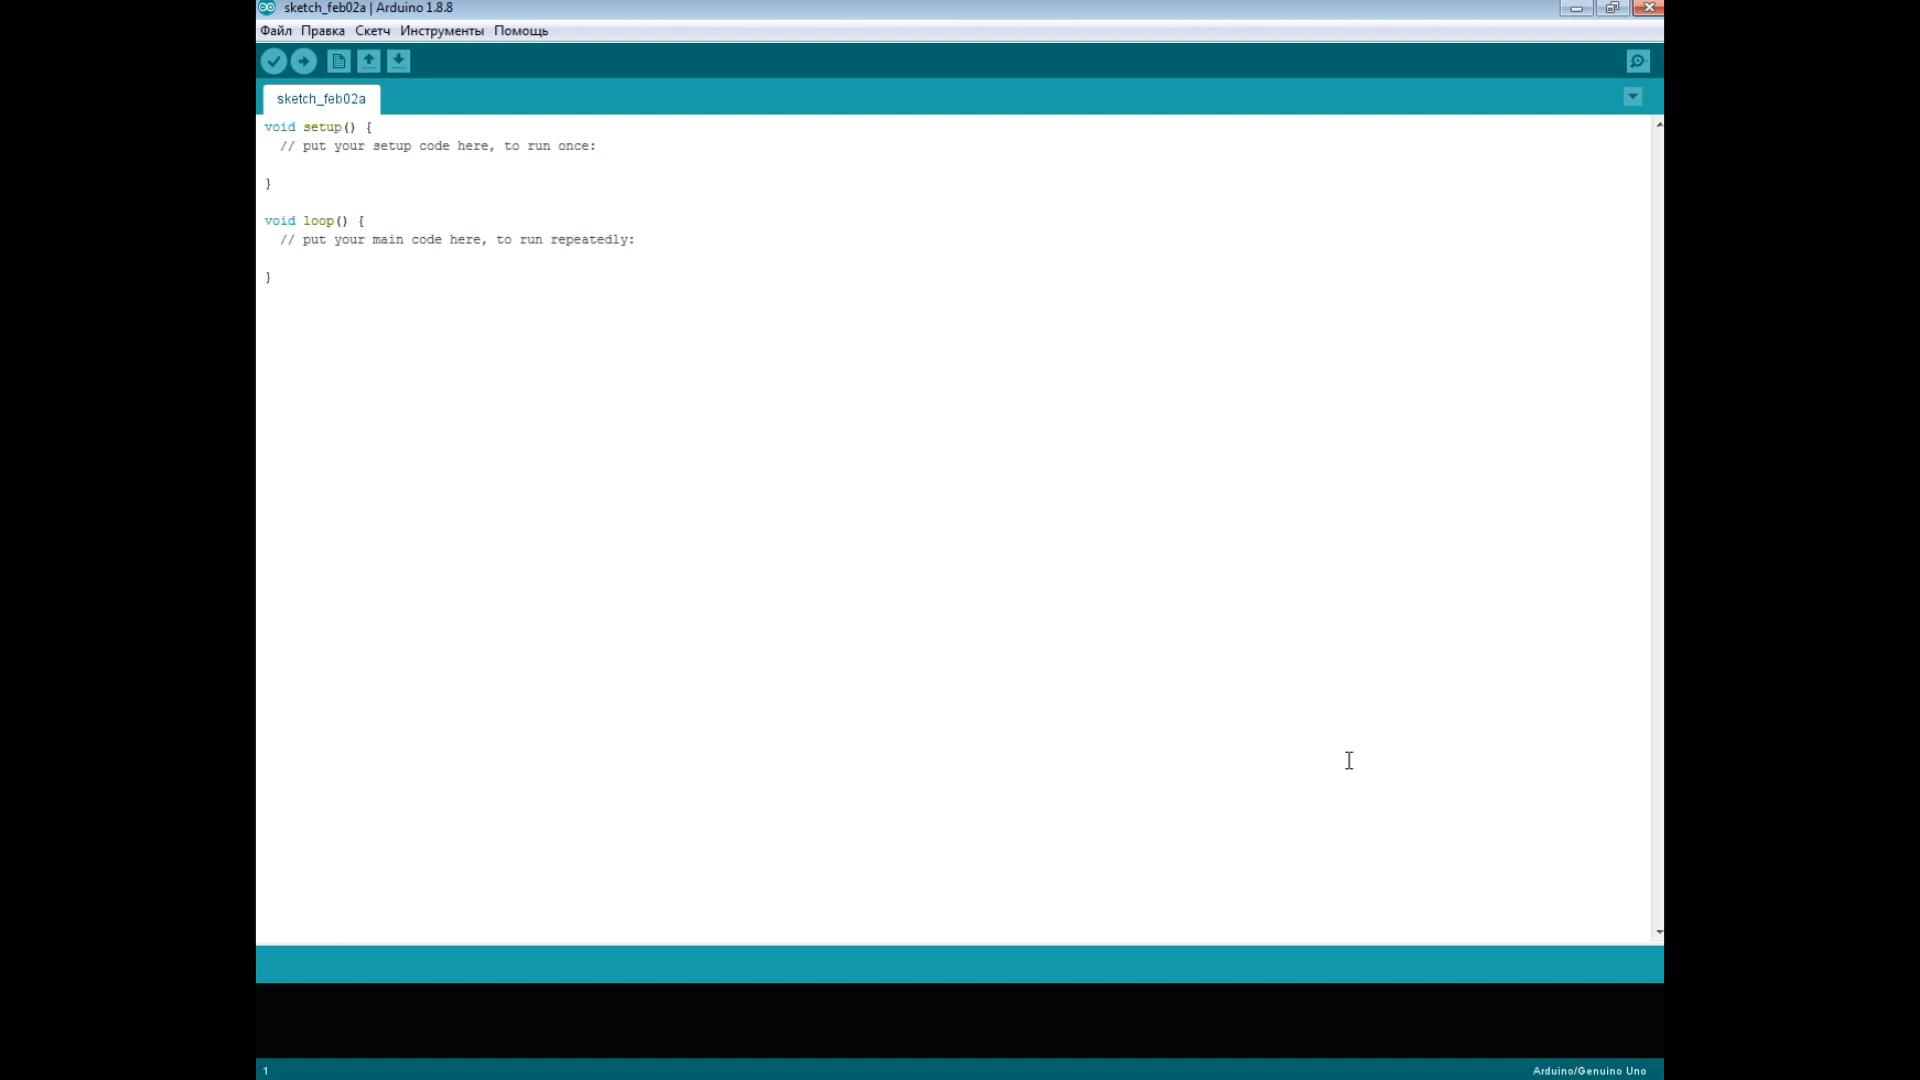 sketch_feb02a | Arduino 1.8.8
Файл Правка Скетч Инструменты Помощь
sketch_feb02a
void setup() {
  // put your setup code here, to run once:
}
void loop() {
  // put your main code here, to run repeatedly:
}
1 Arduino/Genuino Uno